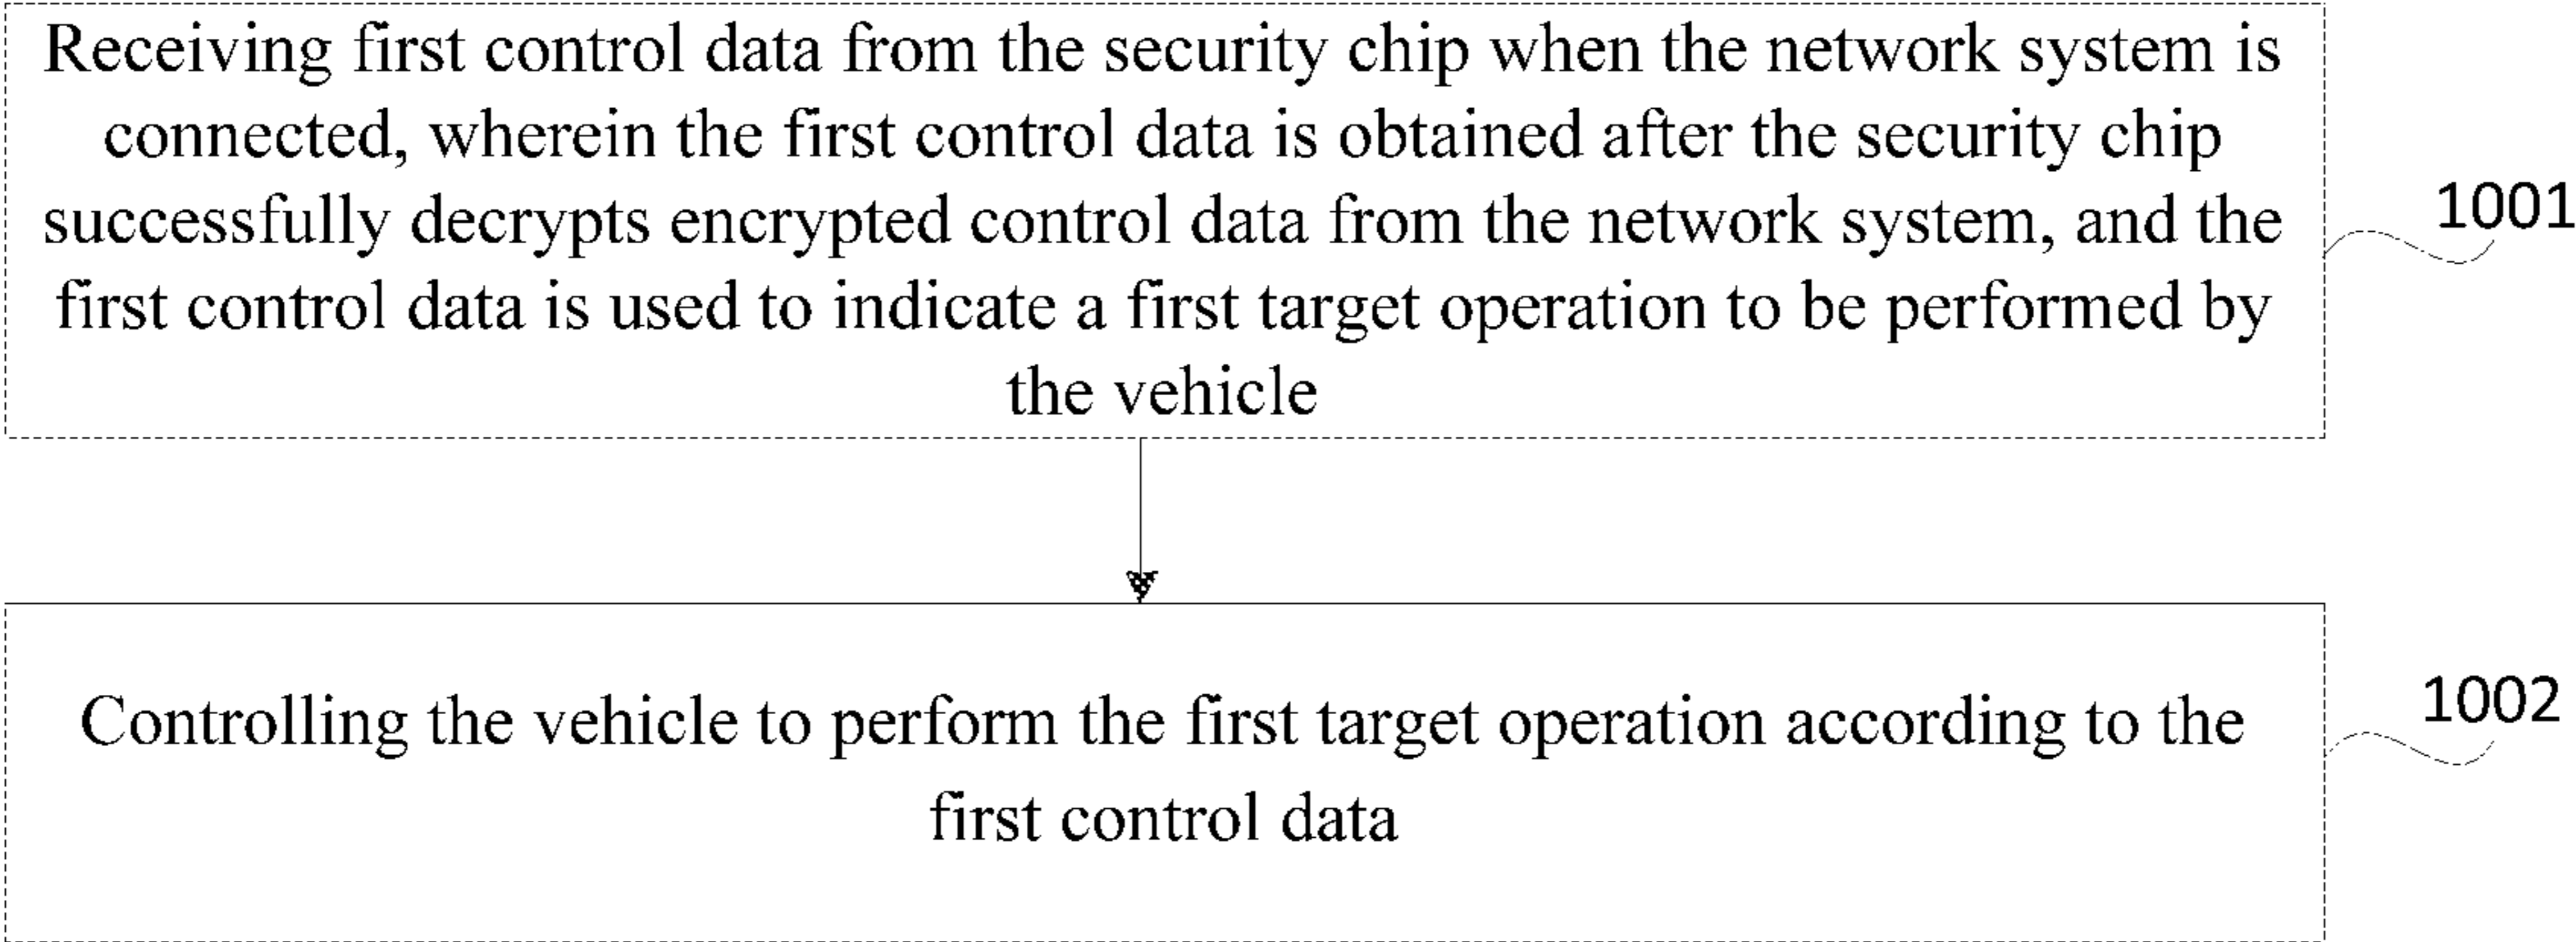 Receiving first control data from the security chip when the network system is
connected, wherein the first control data is obtained after the security chip
successfully decrypts encrypted control data from the network system, and the
first control data is used to indicate a first target operation to be performed by
the vehicle
1001
Controlling the vehicle to perform the first target operation according to the
first control data
1002